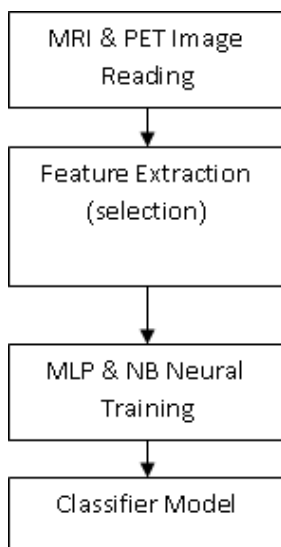 MRI & PET Image
Reading
Feature Extraction
(selection)
MLP & NB Neural
Training
Classifier Model